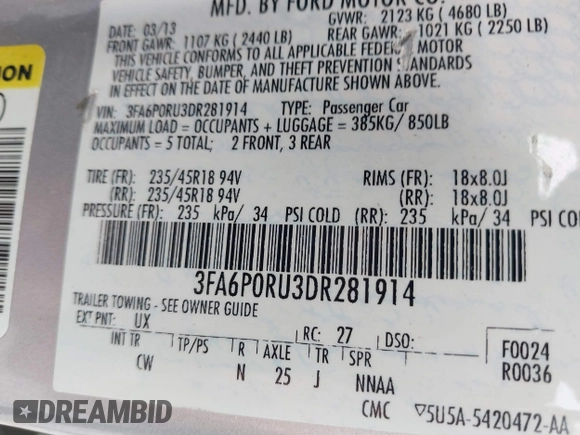 MFD. BY FORD MOTOR CO.
DATE: 03/13 GVWR: 2123 KG (4680 LB)
FRONT GAWR: 1107 KG (2440 LB) REAR GAWR: 1021 KG (2250 LB)
THIS VEHICLE CONFORMS TO ALL APPLICABLE FEDERAL MOTOR
VEHICLE SAFETY, BUMPER, AND THEFT PREVENTION STANDARDS
IN EFFECT ON THE DATE OF MANUFACTURE SHOWN ABOVE.
VIN: 3FA6P0RU3DR281914 TYPE: Passenger Car
MAXIMUM LOAD = OCCUPANTS + LUGGAGE = 385KG/ 850LB
OCCUPANTS = 5 TOTAL; 2 FRONT, 3 REAR
TIRE (FR): 235/45R18 94V RIMS (FR): 18x8.0J
(RR): 235/45R18 94V (RR): 18x8.0J
PRESSURE (FR): 235 kPa/ 34 PSI COLD (RR): 235 kPa/ 34 PSI COLD
3FA6P0RU3DR281914
TRAILER TOWING - SEE OWNER GUIDE
EXT PNT: UX RC: 27 DSO: F0024
INT TR TP/PS R AXLE TR SPR R0036
CW N 25 J NNAA
CMC ▽5U5A-5420472-AA
STREAMBID